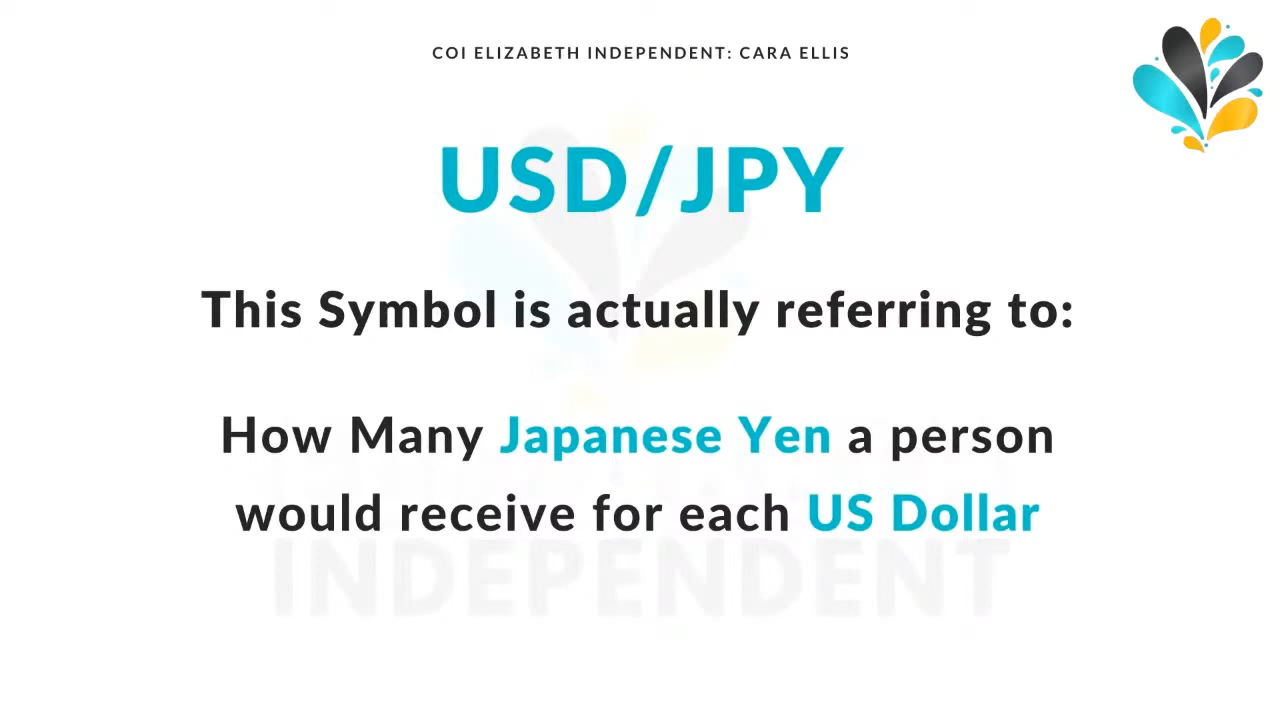 COI ELIZABETH INDEPENDENT: CARA ELLIS
USD/JPY
This Symbol is actually referring to:
How Many Japanese Yen a person
would receive for each US Dollar
INDEPENDENT